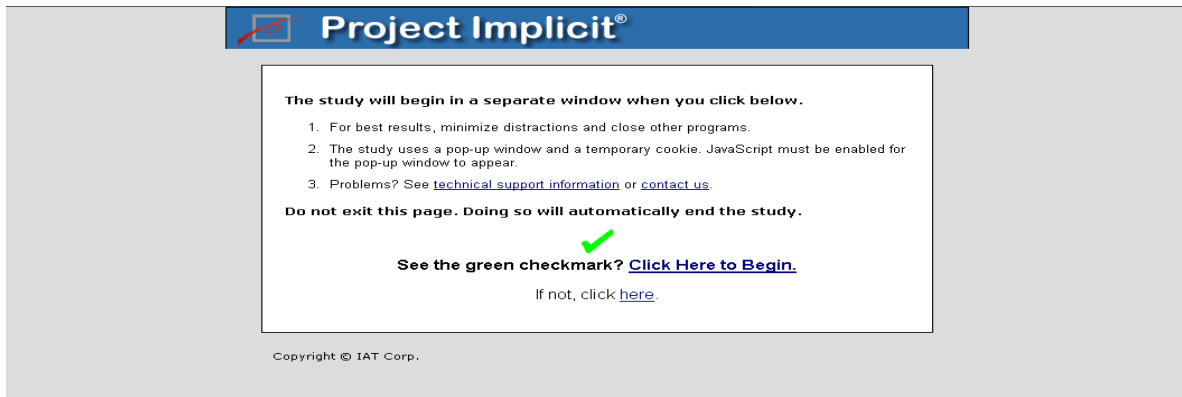 Project Implicit®
The study will begin in a separate window when you click below.
1. For best results, minimize distractions and close other programs.
2. The study uses a pop-up window and a temporary cookie. JavaScript must be enabled for
the pop-up window to appear.
3. Problems? See technical support information or contact us.
Do not exit this page. Doing so will automatically end the study.
See the green checkmark? Click Here to Begin.
If not, click here.
Copyright © IAT Corp.